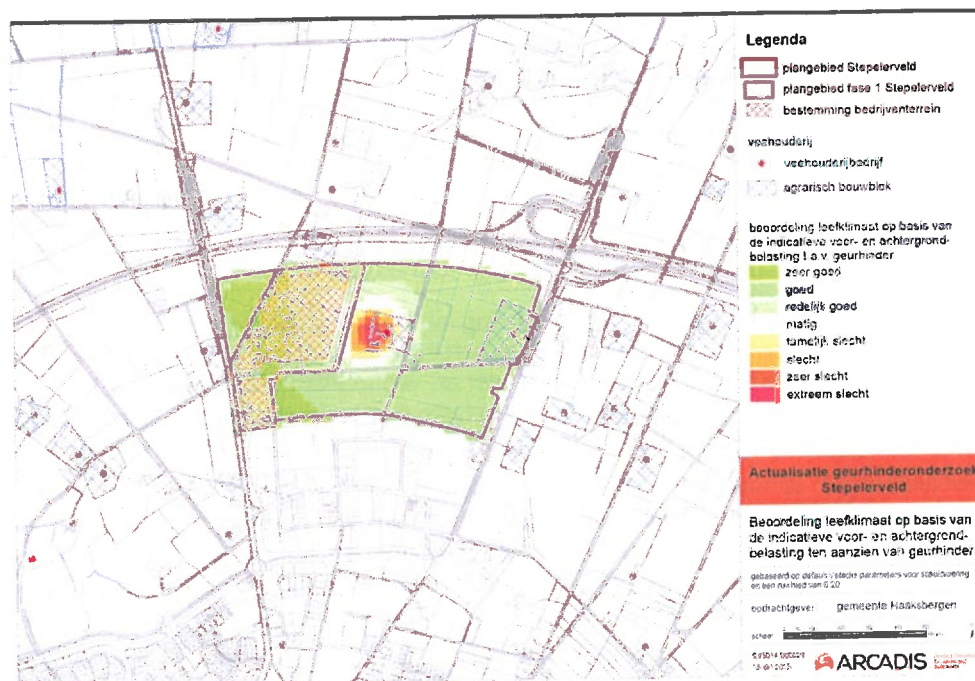 Legenda
plangebied Stepelerveld
plangebied fase 1 Stepelerveld
bestemming bedrijventerrein
veehouderij
veehouderijbedrijf
agrarisch bouwblok
beoordeling leefklimaat op basis van
de indicatieve voor- en achtergrond-
belasting t.a.v. geurhinder
zeer goed
goed
redelijk goed
matig
tamelijk slecht
slecht
zeer slecht
extreem slecht
Actualisatie geurhinderonderzoek
Stepelerveld
Beoordeling leefklimaat op basis van
de indicatieve voor- en achtergrond-
belasting ten aanzien van geurhinder
opdrachtgever gemeente Haaksbergen
schaal
ARCADIS